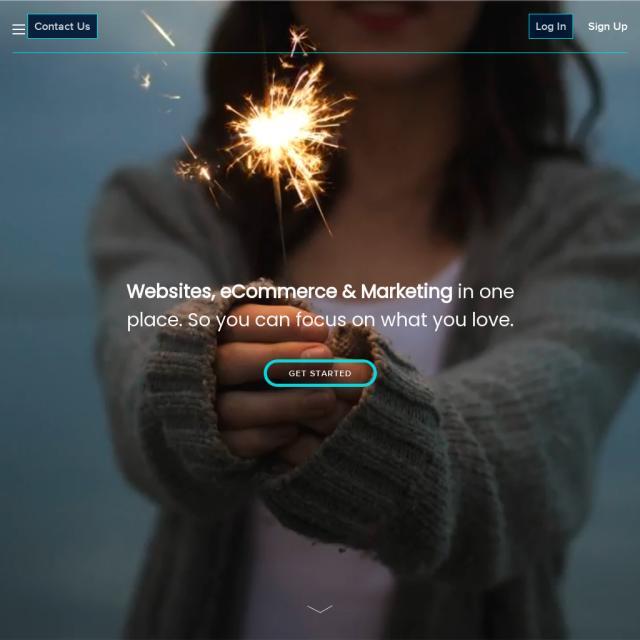 Contact Us
Log In
Sign Up
Websites, eCommerce & Marketing in one
place. So you can focus on what you love.
GET STARTED